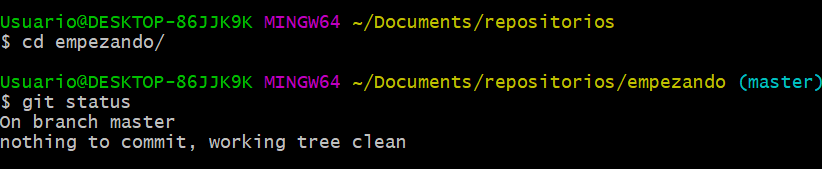 Usuario@DESKTOP-86JJK9K MINGW64 ~/Documents/repositorios
$ cd empezando/
Usuario@DESKTOP-86JJK9K MINGW64 ~/Documents/repositorios/empezando (master)
$ git status
On branch master
nothing to commit, working tree clean